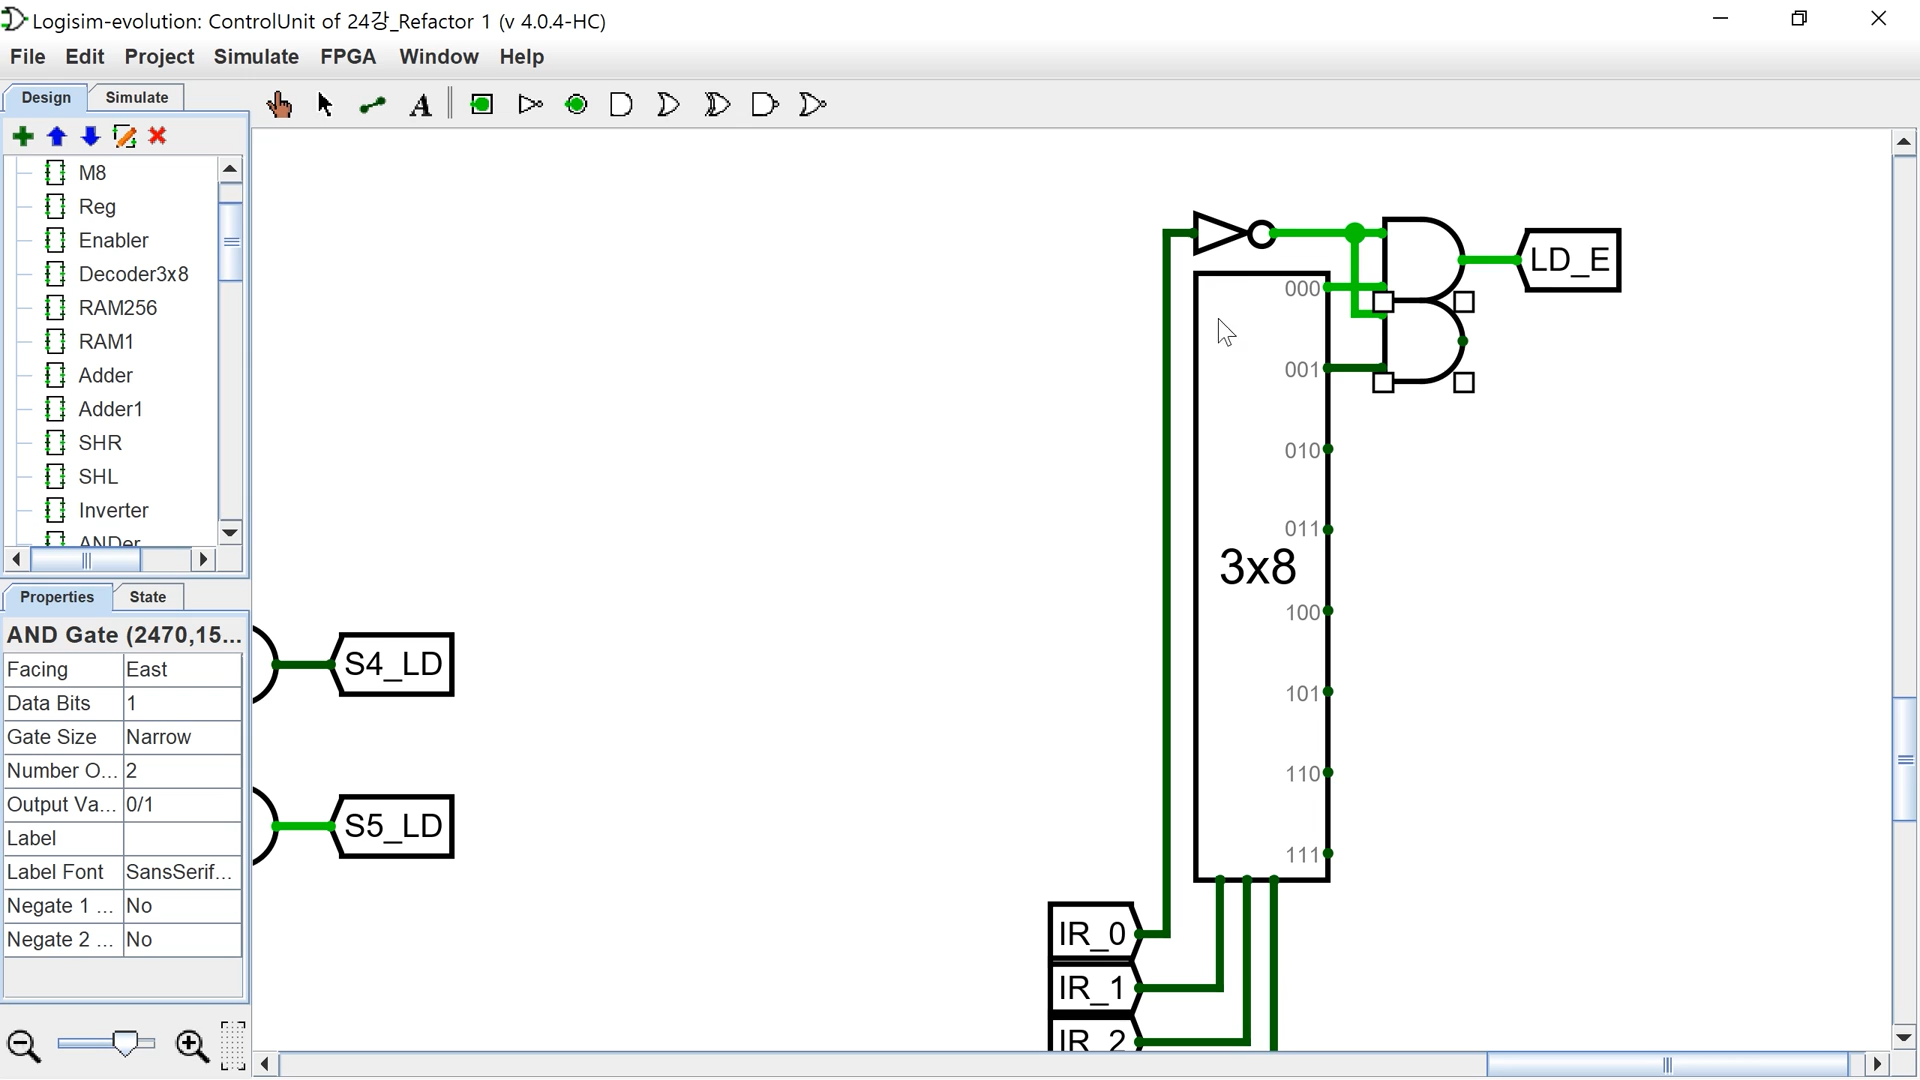 Logisim-evolution: ControlUnit of 24강_Refactor 1 (v 4.0.4-HC)
File Edit Project Simulate FPGA Window Help
Design Simulate
M8
Reg
Enabler
Decoder3x8
RAM256
RAM1
Adder
Adder1
SHR
SHL
Inverter
ANDer
Properties State
AND Gate (2470,15...
Facing East
Data Bits 1
Gate Size Narrow
Number O... 2
Output Va... 0/1
Label
Label Font SansSerif...
Negate 1 ... No
Negate 2 ... No
A
S4_LD
S5_LD
LD_E
000
001
010
011
3x8
100
101
110
111
IR_0
IR_1
IR_2